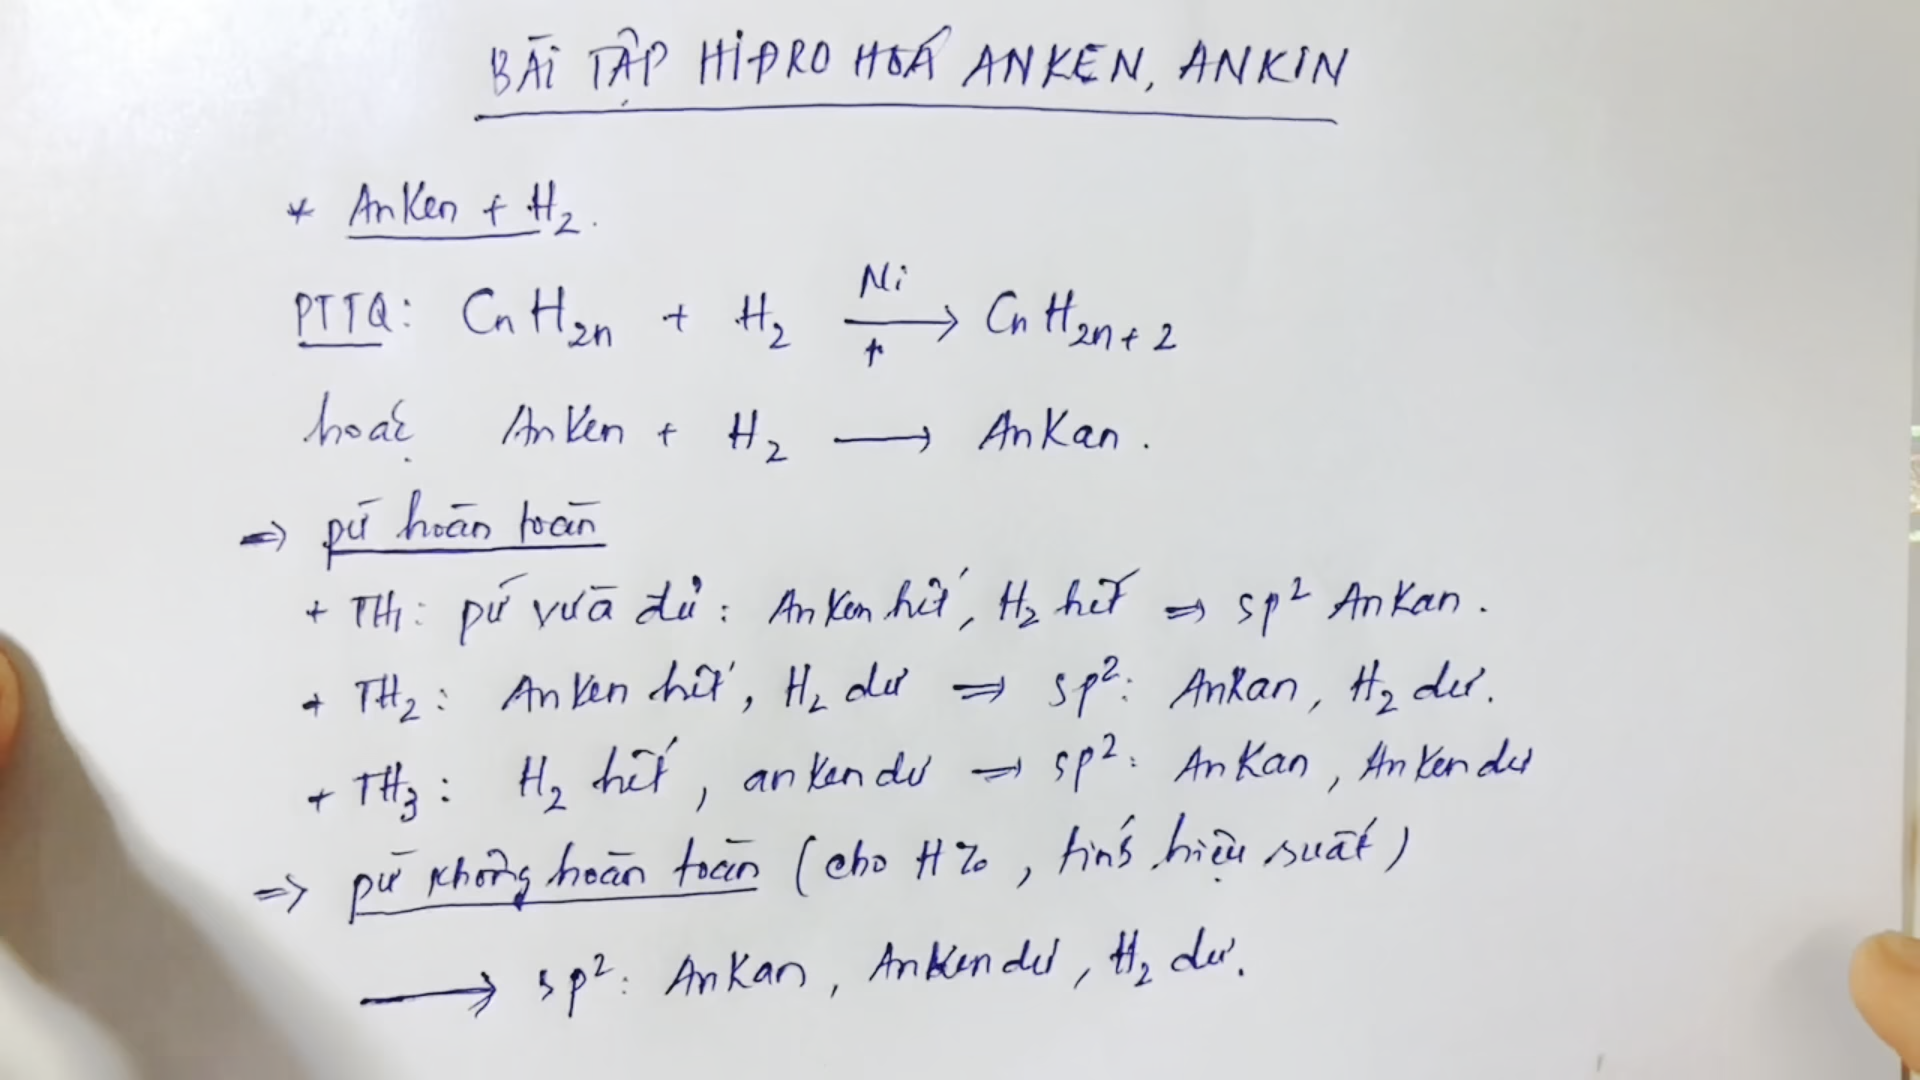 BÀI TẬP HIĐRO HOÁ ANKEN, ANKIN
* Anken + H₂.
PTTQ: CnH2n + H₂ Ni → CnH2n+2
hoặc Anken + H₂ → Ankan.
⇒ pứ hoàn toàn
+ TH₁: pứ vừa đủ: Anken hết, H₂ hết ⇒ sp² Ankan.
+ TH₂: Anken hết, H₂ dư ⇒ sp²: Ankan, H₂ dư.
+ TH₃: H₂ hết, anken dư → sp²: Ankan, Anken dư
⇒ pứ không hoàn toàn (cho H%, tính hiệu suất)
→ sp²: Ankan, Anken dư, H₂ dư.